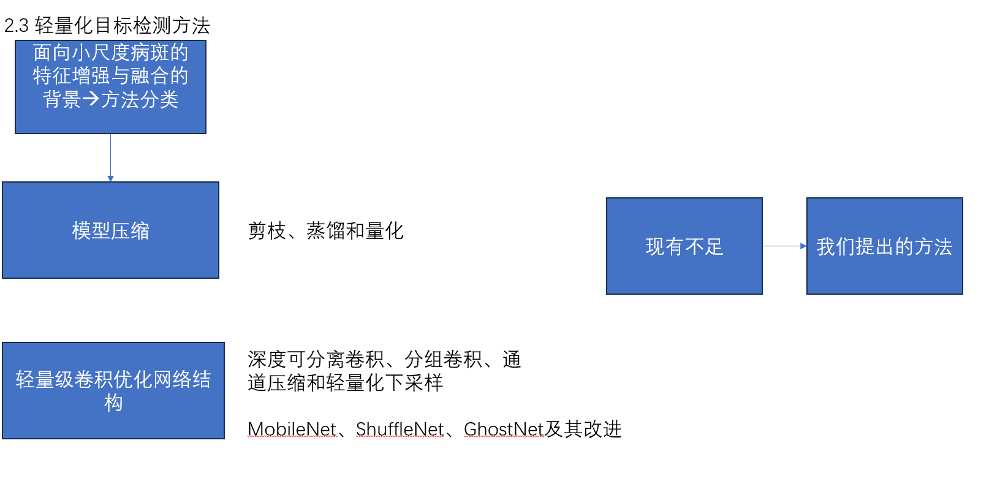 2.3 轻量化目标检测方法
面向小尺度病斑的
特征增强与融合的
背景→方法分类
模型压缩
剪枝、蒸馏和量化
现有不足
我们提出的方法
轻量级卷积优化网络结
构
深度可分离卷积、分组卷积、通
道压缩和轻量化下采样
MobileNet、ShuffleNet、GhostNet及其改进